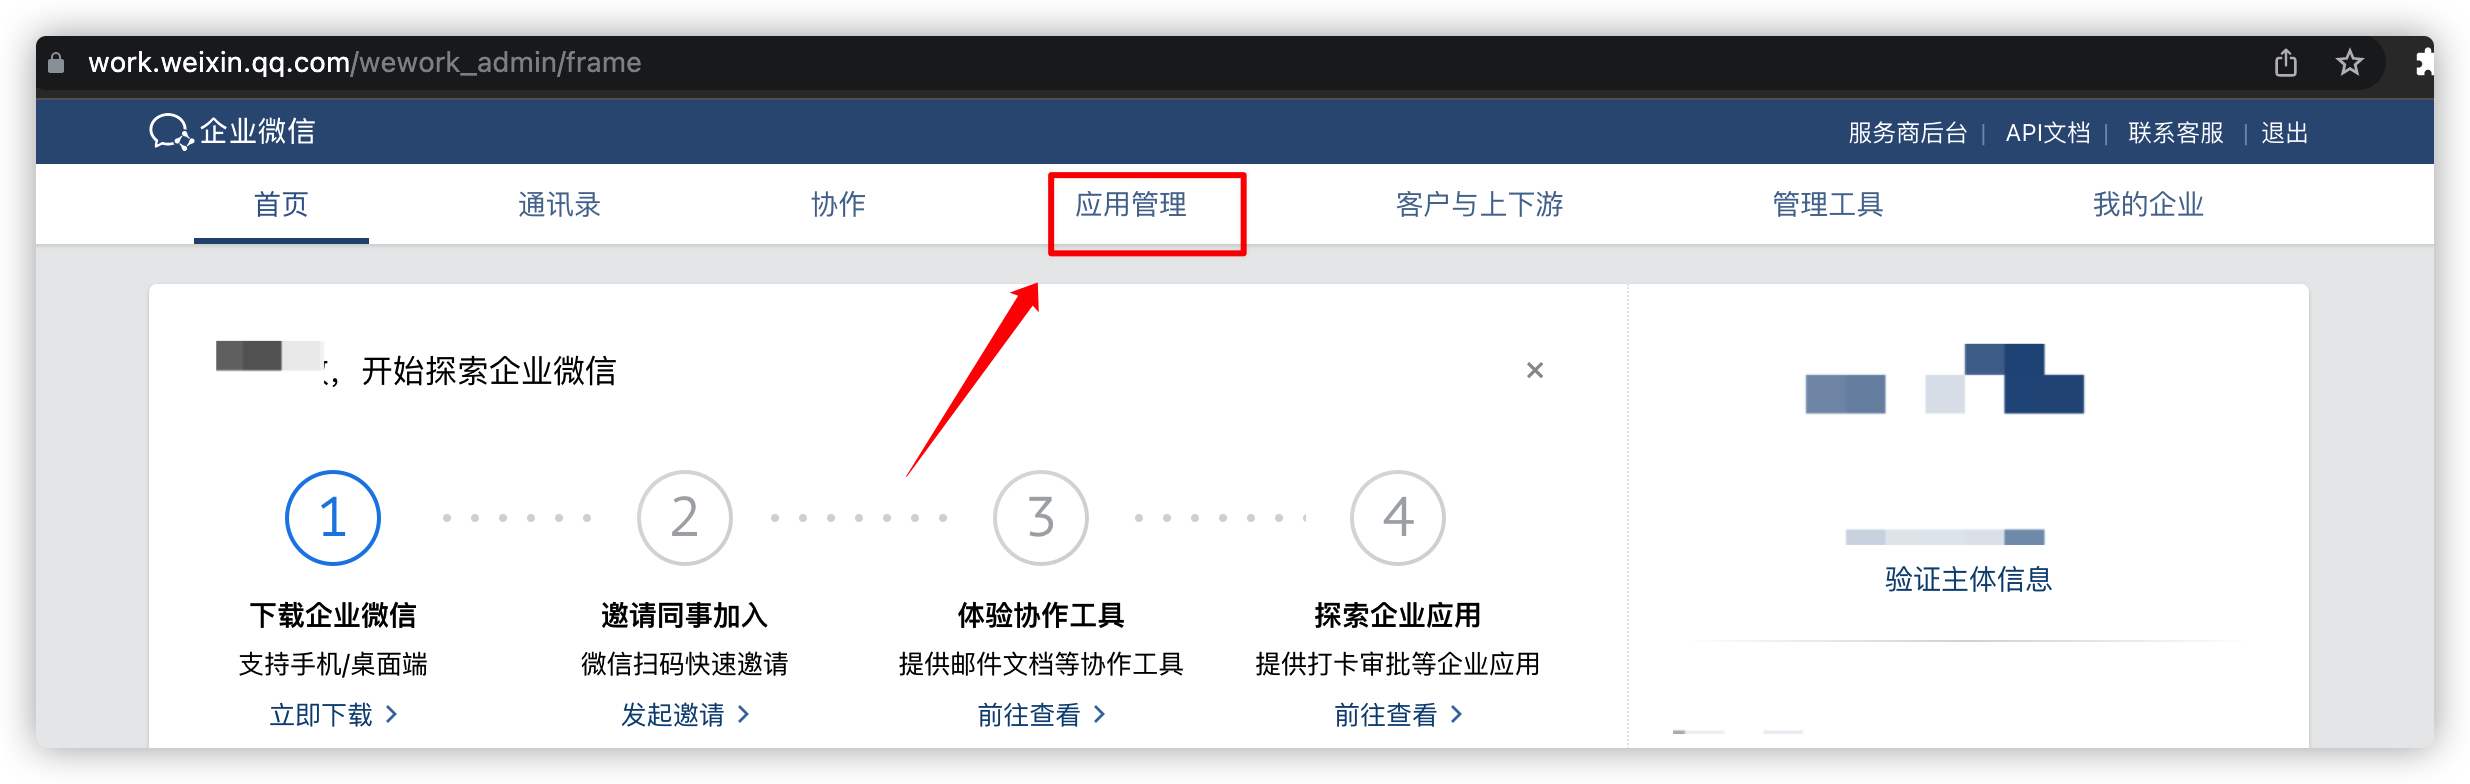 work.weixin.qq.com/wework_admin/frame
企业微信
服务商后台 | API文档 | 联系客服 | 退出
首页 通讯录 协作 应用管理 客户与上下游 管理工具 我的企业
，开始探索企业微信
1 2 3 4
下载企业微信 邀请同事加入 体验协作工具 探索企业应用
支持手机/桌面端 微信扫码快速邀请 提供邮件文档等协作工具 提供打卡审批等企业应用
立即下载 发起邀请 前往查看 前往查看
验证主体信息